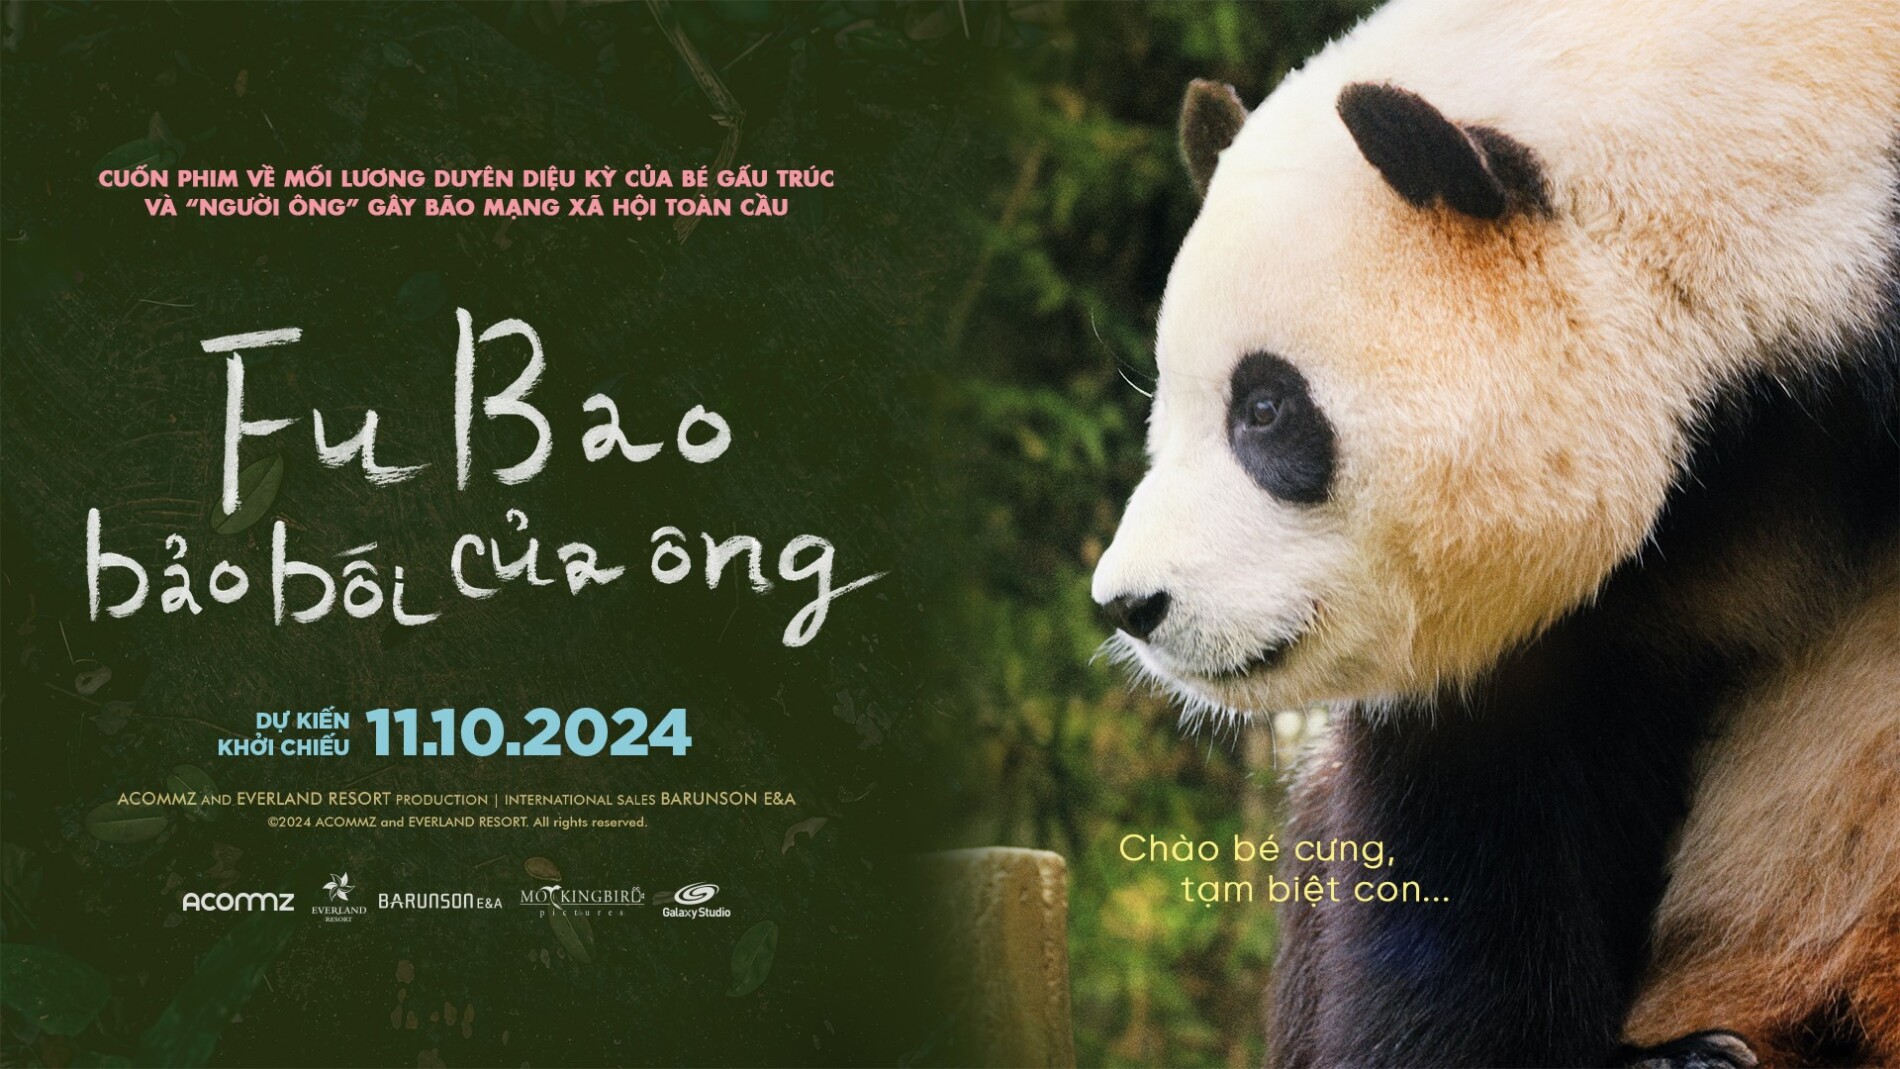 CUỐN PHIM VỀ MỐI LƯƠNG DUYÊN DIỆU KỲ CỦA BÉ GẤU TRÚC
VÀ “NGƯỜI ÔNG” GÂY BÃO MẠNG XÃ HỘI TOÀN CẦU
Fu Bao
bảo bối của ông
DỰ KIẾN
KHỞI CHIẾU 11.10.2024
ACOMMZ AND EVERLAND RESORT PRODUCTION | INTERNATIONAL SALES BARUNSON E&A
©2024 ACOMMZ and EVERLAND RESORT. All rights reserved.
acommz
EVERLAND
RESORT
BARUNSON E&A
MOCKINGBIRD
pictures
Galaxy Studio
Chào bé cưng,
tạm biệt con...